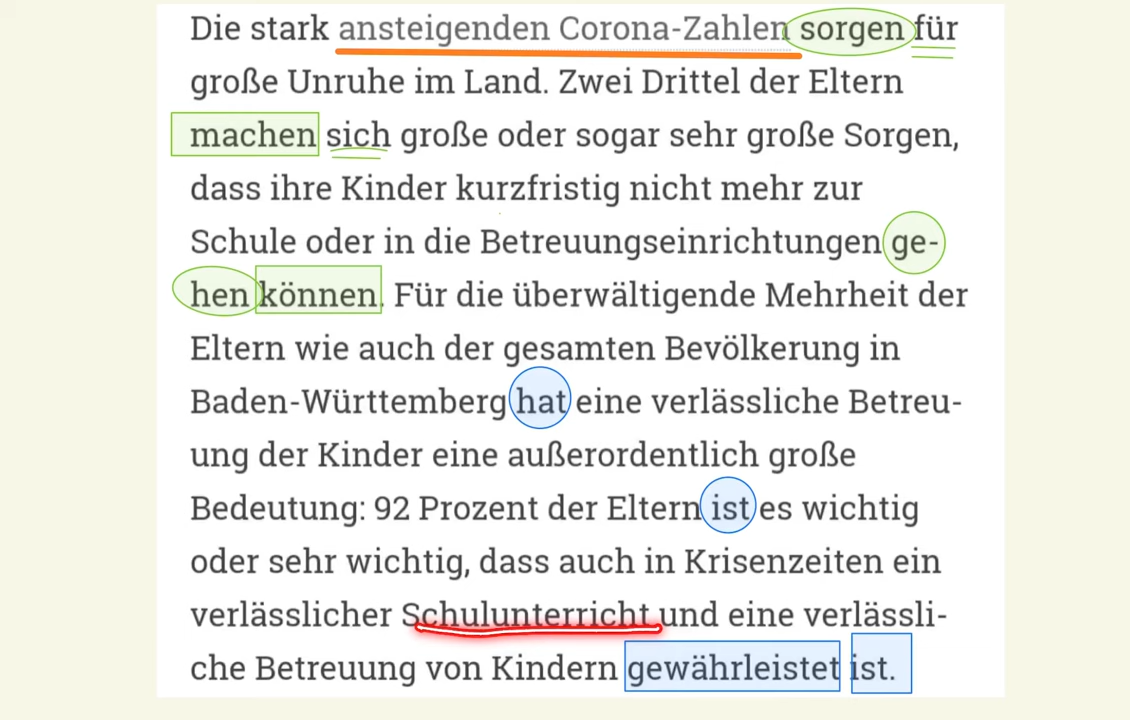 Die stark ansteigenden Corona-Zahlen sorgen für
große Unruhe im Land. Zwei Drittel der Eltern
machen sich große oder sogar sehr große Sorgen,
dass ihre Kinder kurzfristig nicht mehr zur
Schule oder in die Betreuungseinrichtungen ge-
hen können. Für die überwältigende Mehrheit der
Eltern wie auch der gesamten Bevölkerung in
Baden-Württemberg hat eine verlässliche Betreu-
ung der Kinder eine außerordentlich große
Bedeutung: 92 Prozent der Eltern ist es wichtig
oder sehr wichtig, dass auch in Krisenzeiten ein
verlässlicher Schulunterricht und eine verlässli-
che Betreuung von Kindern gewährleistet ist.